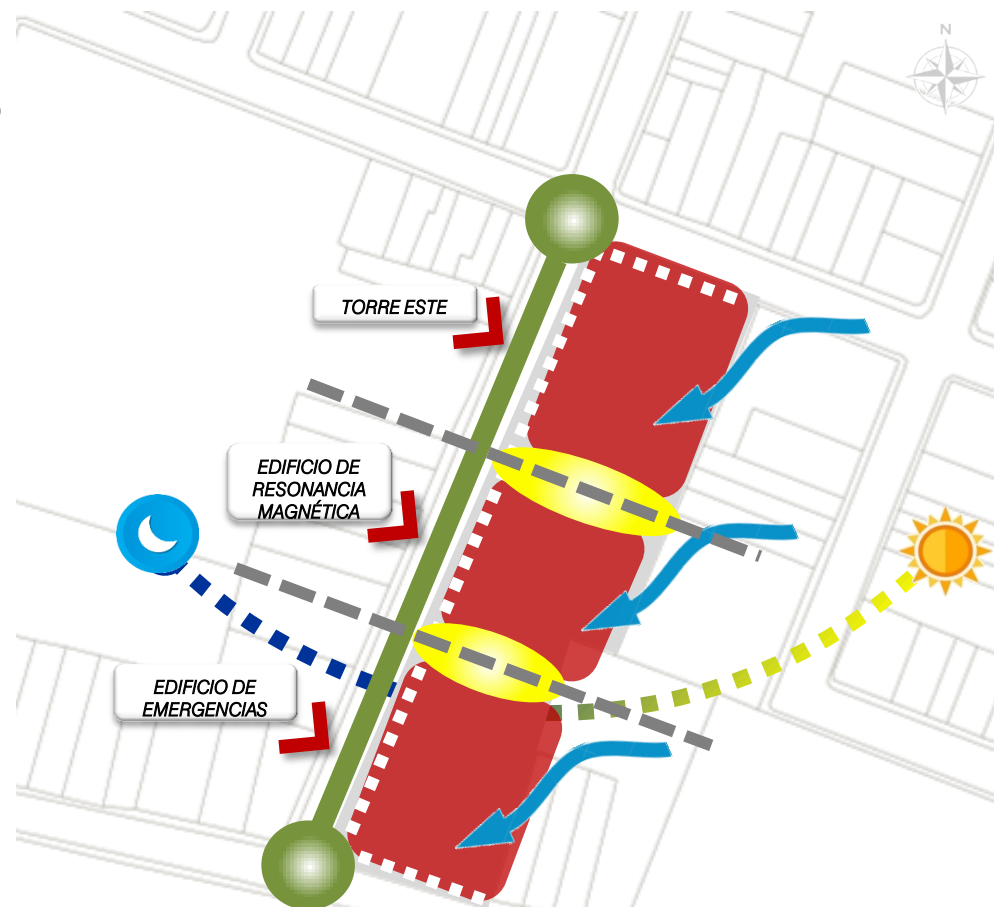 N
TORRE ESTE
EDIFICIO DE
RESONANCIA
MAGNÉTICA
EDIFICIO DE
EMERGENCIAS